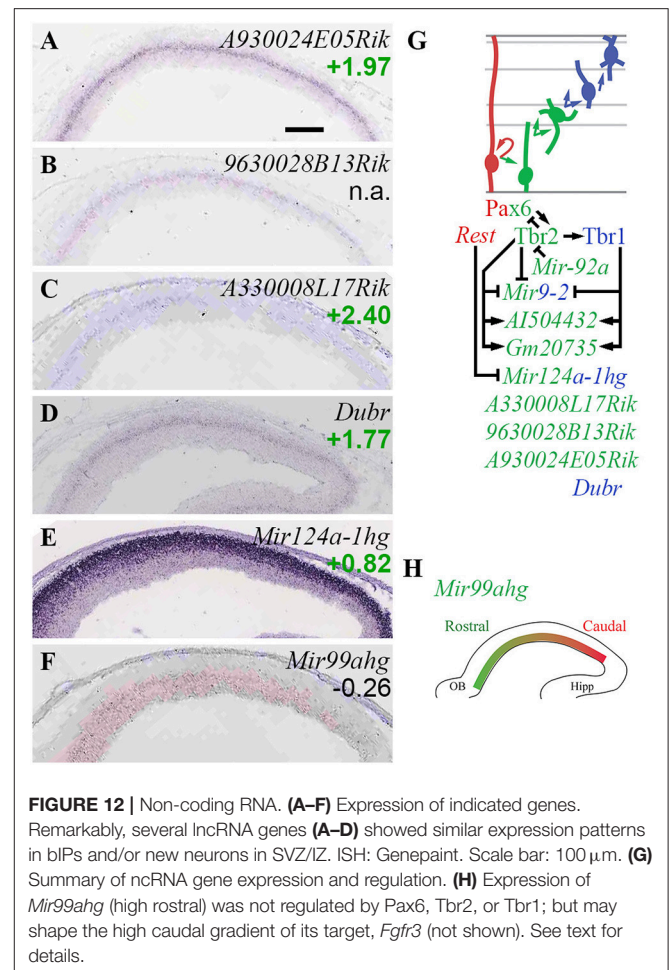 A
A930024E05Rik
+1.97
B
9630028B13Rik
n.a.
C
A330008L17Rik
+2.40
D
Dubr
+1.77
E
Mir124a-1hg
+0.82
F
Mir99ahg
-0.26
G
Pax6
Rest Tbr2 Tbr1
Mir-92a
Mir9-2
AI504432
Gm20735
Mir124a-1hg
A330008L17Rik
9630028B13Rik
A930024E05Rik
Dubr
H
Mir99ahg
Rostral Caudal
OB Hipp
FIGURE 12 | Non-coding RNA. (A–F) Expression of indicated genes.
Remarkably, several lncRNA genes (A–D) showed similar expression patterns
in bIPs and/or new neurons in SVZ/IZ. ISH: Genepaint. Scale bar: 100 μm. (G)
Summary of ncRNA gene expression and regulation. (H) Expression of
Mir99ahg (high rostral) was not regulated by Pax6, Tbr2, or Tbr1; but may
shape the high caudal gradient of its target, Fgfr3 (not shown). See text for
details.